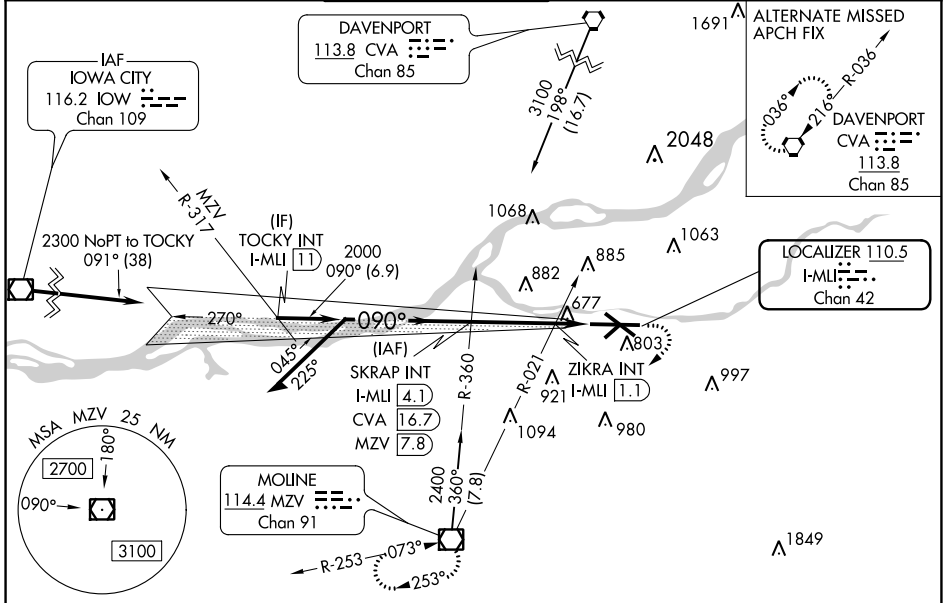 DAVENPORT
113.8 CVA
Chan 85
1691
ALTERNATE MISSED
APCH FIX
R-036
036°
216°
DAVENPORT
CVA
113.8
Chan 85
IAF
IOWA CITY
116.2 IOW
Chan 109
3100
198°
(16.7)
2048
MZV
R-317
1068
1063
(IF)
TOCKY INT
I-MLI 11
2000
090° (6.9)
2300 NoPT to TOCKY
091° (38)
885
882
LOCALIZER 110.5
I-MLI
Chan 42
677
270°
090°
803
045°
225°
(IAF)
SKRAP INT
I-MLI 4.1
CVA 16.7
MZV 7.8
R-360
R-021
ZIKRA INT
I-MLI 1.1
921
997
1094
980
MSA MZV 25 NM
2700
180°
090°
3100
MOLINE
114.4 MZV
Chan 91
2400
360°
(7.8)
R-253
073°
253°
1849